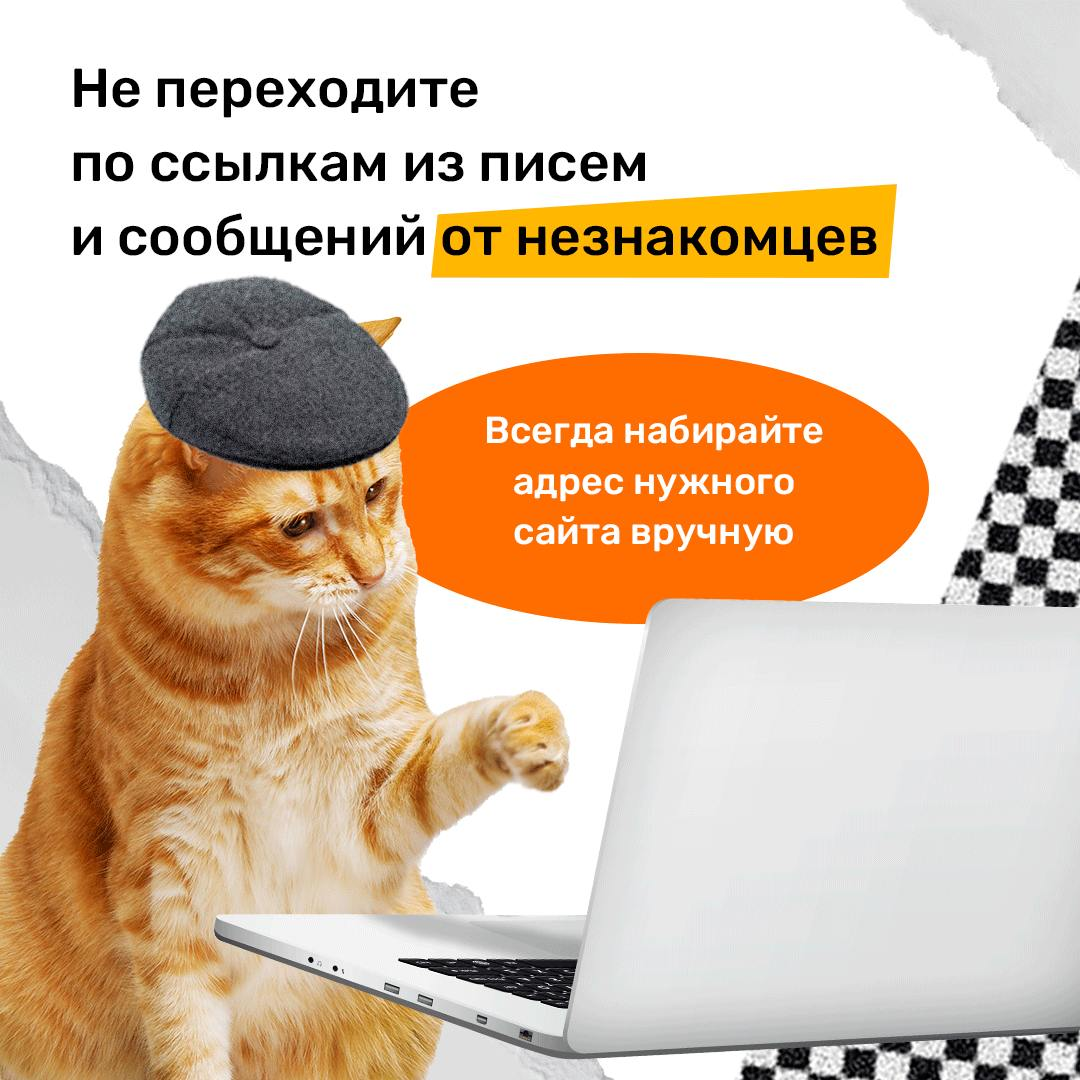 Не переходите
по ссылкам из писем
и сообщений от незнакомцев
Всегда набирайте
адрес нужного
сайта вручную